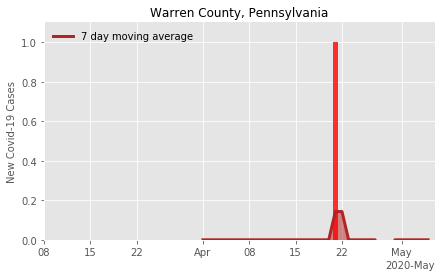 Warren County, Pennsylvania
7 day moving average
New Covid-19 Cases
1.0
0.8
0.6
0.4
0.2
0.0
08
15
22
Apr
08
15
22
May
2020-May